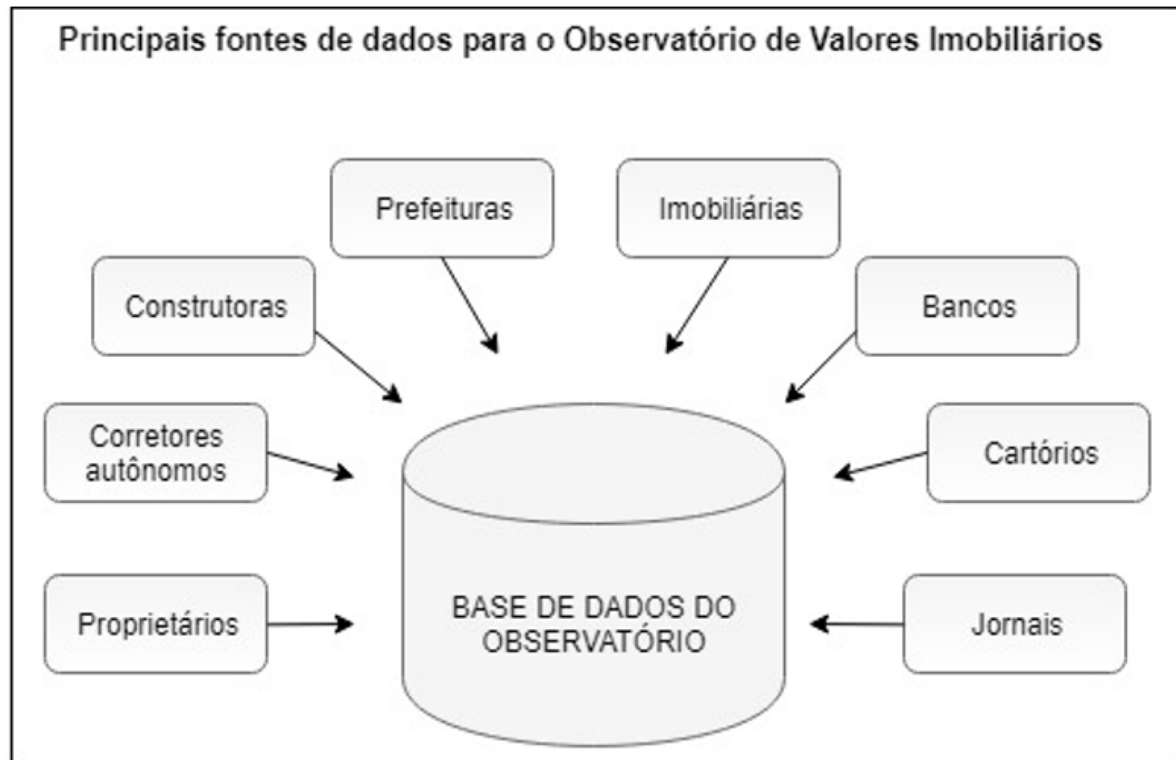 Principais fontes de dados para o Observatório de Valores Imobiliários
Prefeituras
Imobiliárias
Construtoras
Bancos
Corretores
autônomos
Cartórios
Proprietários
BASE DE DADOS DO
OBSERVATÓRIO
Jornais